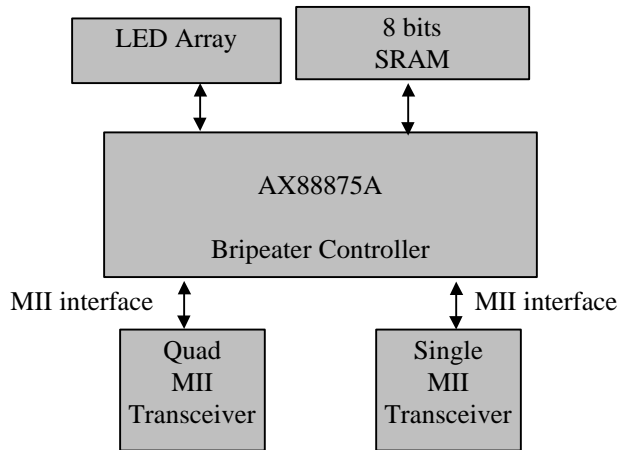 LED Array
8 bits
SRAM
AX88875A
Bripeater Controller
MII interface
MII interface
Quad
MII
Transceiver
Single
MII
Transceiver